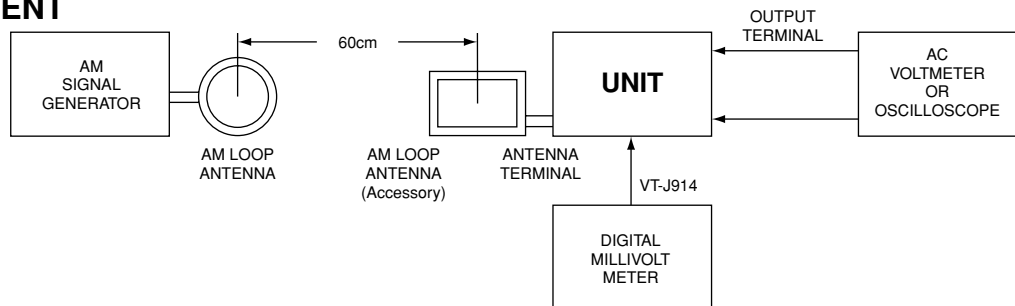 ENT
AM
SIGNAL
GENERATOR
60cm
AM LOOP
ANTENNA
AM LOOP
ANTENNA
(Accessory)
ANTENNA
TERMINAL
UNIT
OUTPUT
TERMINAL
AC
VOLTMETER
OR
OSCILLOSCOPE
VT-J914
DIGITAL
MILLIVOLT
METER